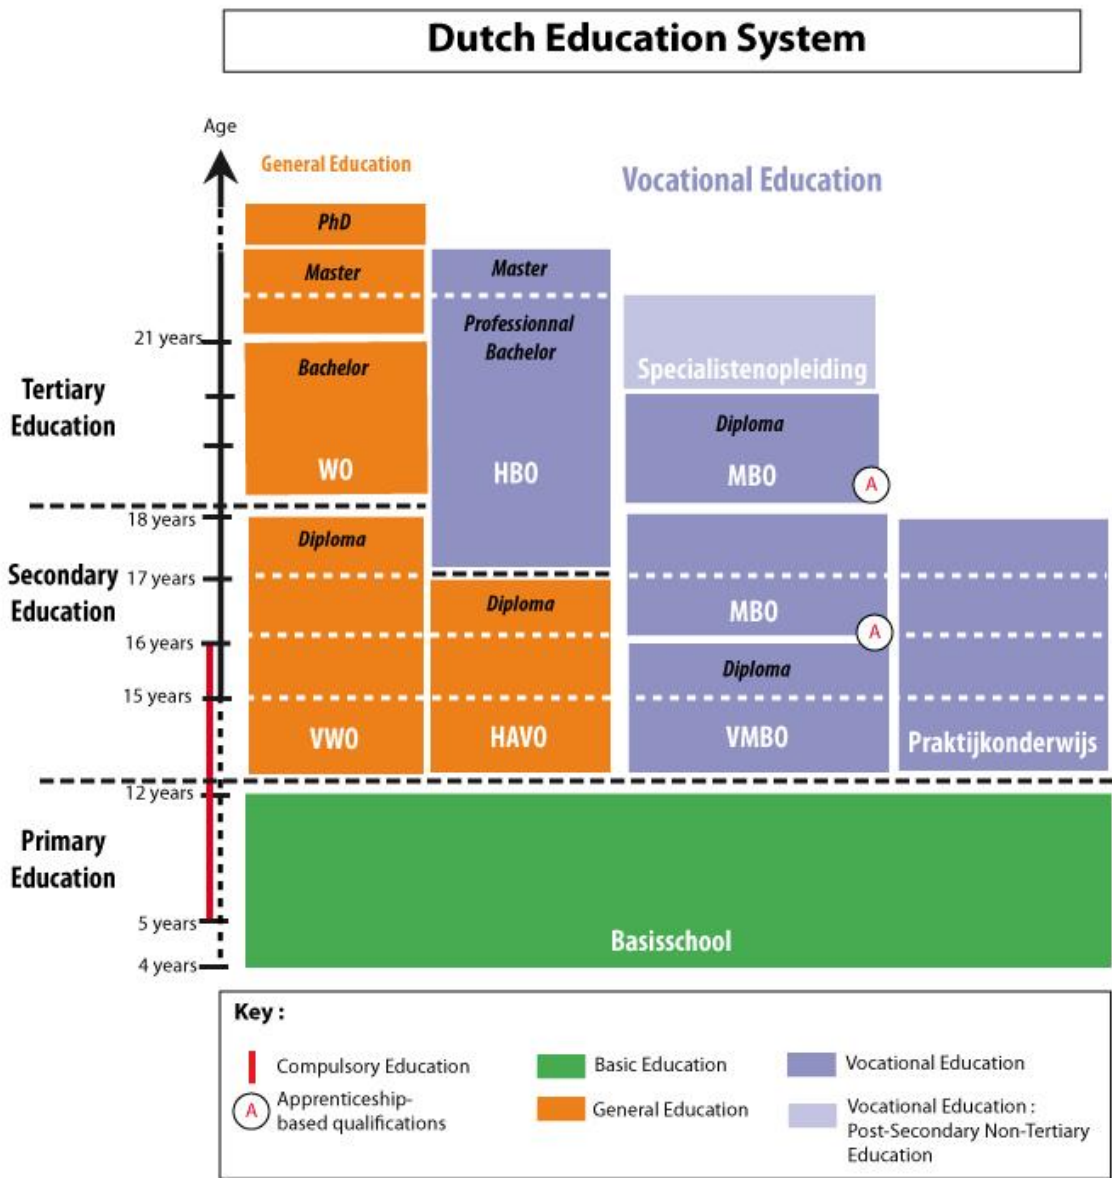 Dutch Education System
Age
General Education
Vocational Education
PhD
Master
Master
21 years
Professionnal
Bachelor
Bachelor
Specialistenopleiding
Tertiary
Education
Diploma
WO
HBO
MBO
A
18 years
Diploma
Secondary
Education
17 years
Diploma
MBO
A
16 years
Diploma
15 years
VWO
HAVO
VMBO
Praktijkonderwijs
12 years
Primary
Education
5 years
Basisschool
4 years
Key :
Compulsory Education
A
Apprenticeship-
based qualifications
Basic Education
General Education
Vocational Education
Vocational Education :
Post-Secondary Non-Tertiary
Education